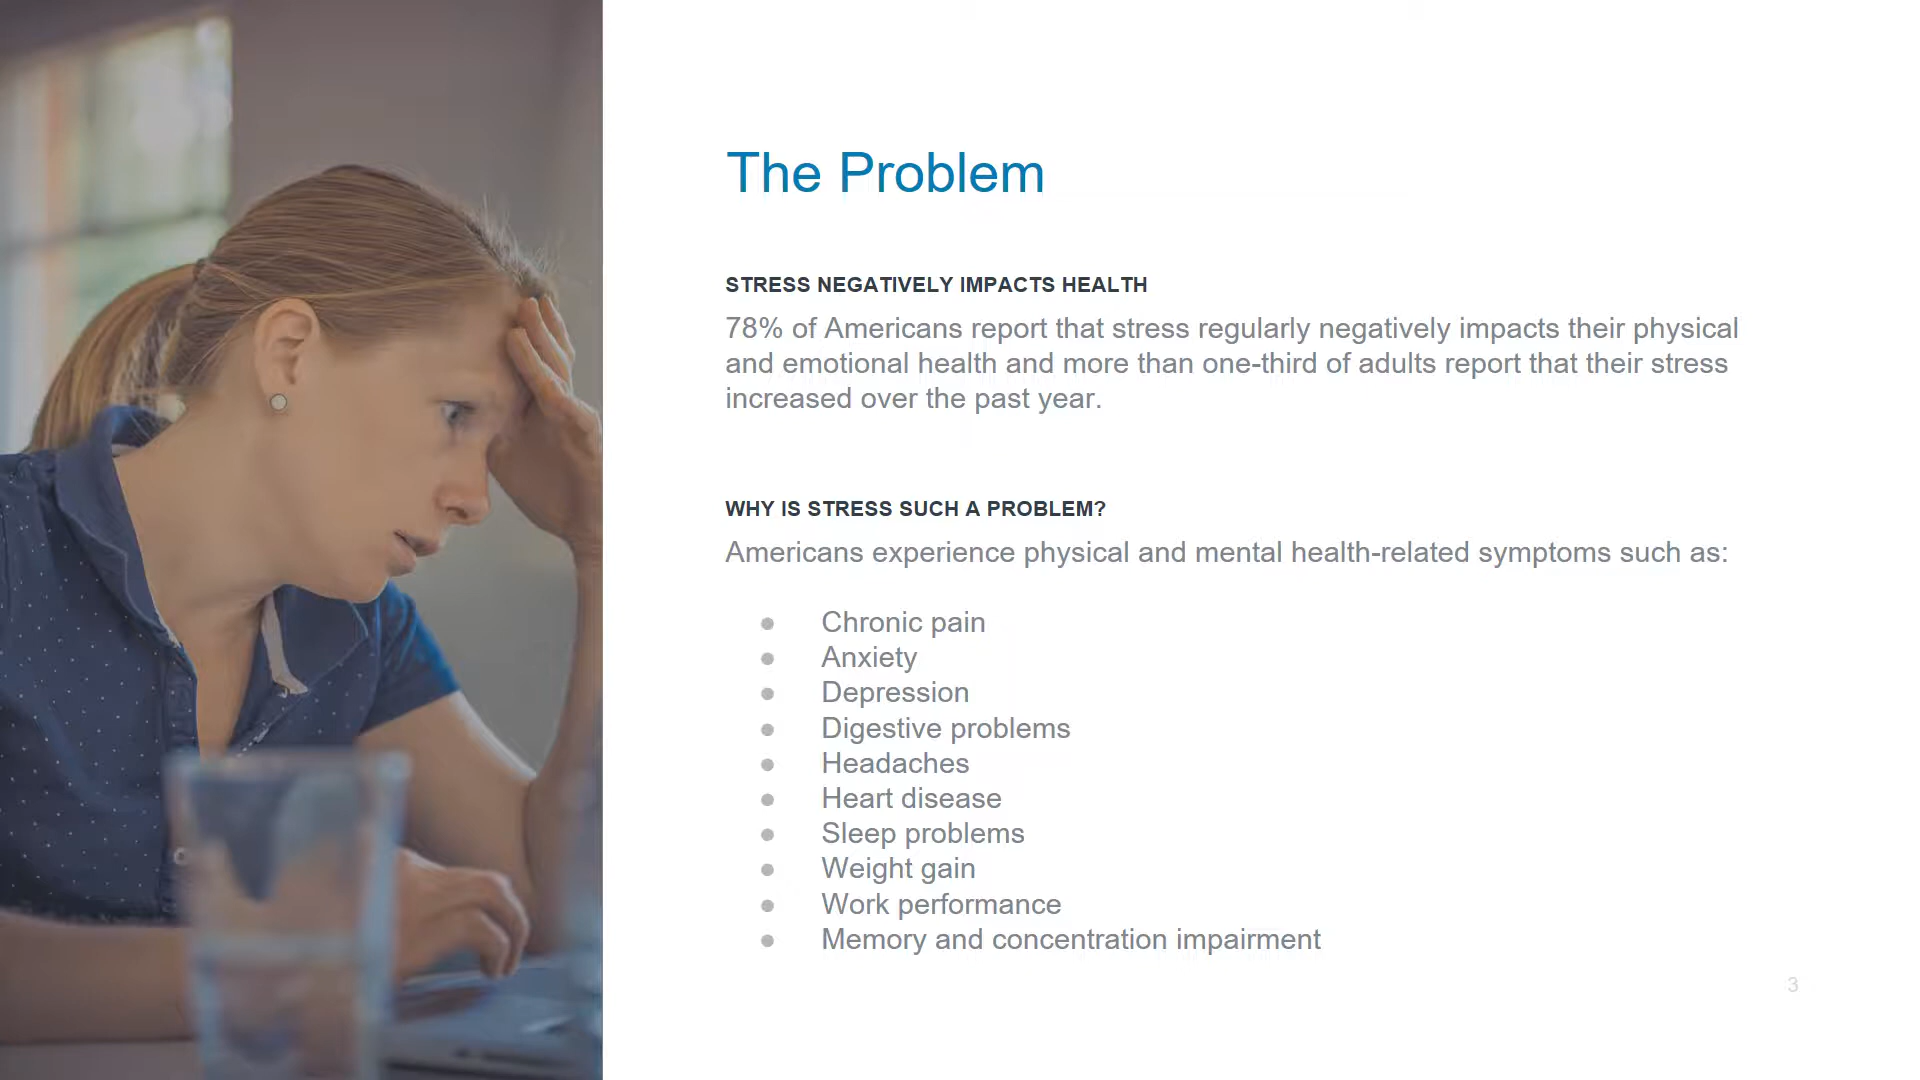 The Problem
STRESS NEGATIVELY IMPACTS HEALTH
78% of Americans report that stress regularly negatively impacts their physical
and emotional health and more than one-third of adults report that their stress
increased over the past year.
WHY IS STRESS SUCH A PROBLEM?
Americans experience physical and mental health-related symptoms such as:
● Chronic pain
● Anxiety
● Depression
● Digestive problems
● Headaches
● Heart disease
● Sleep problems
● Weight gain
● Work performance
● Memory and concentration impairment
3